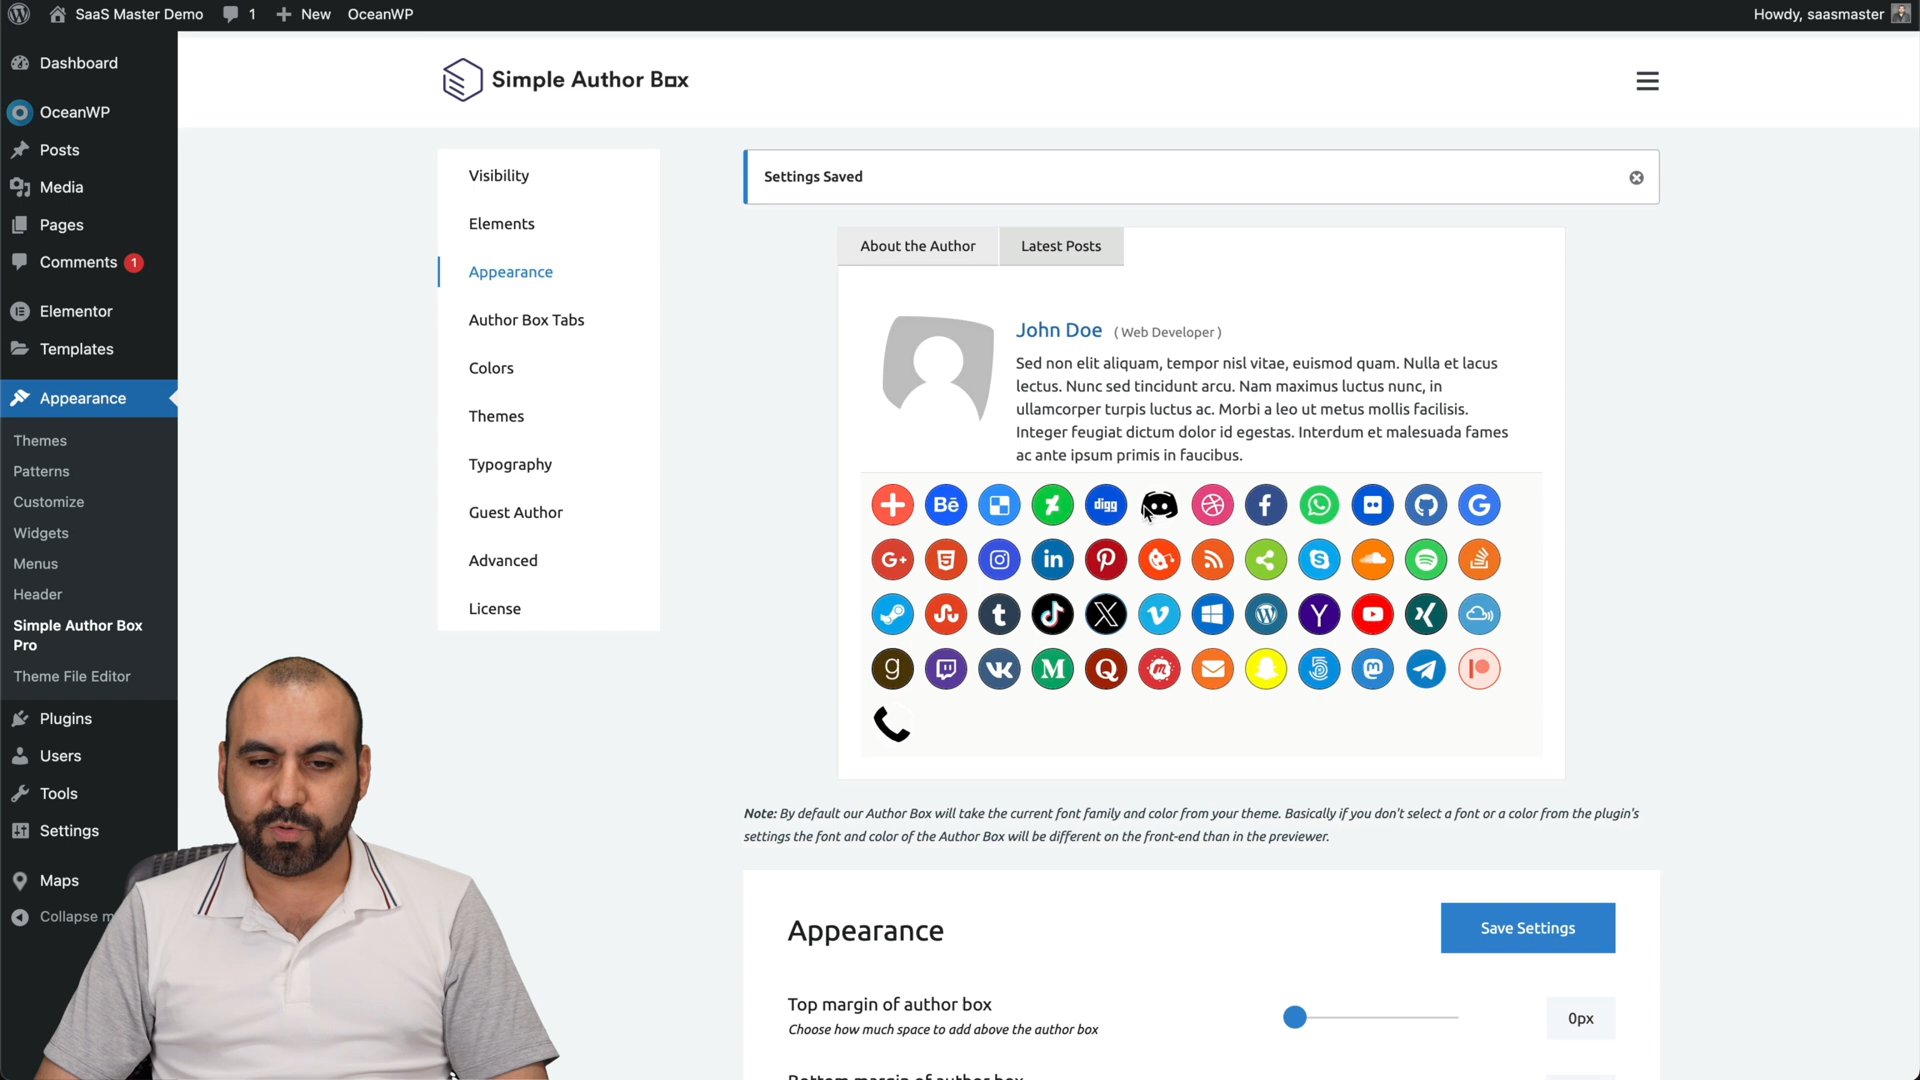 SaaS Master Demo
1
New
OceanWP
Howdy, saasmaster
Dashboard
OceanWP
Posts
Media
Pages
Comments 1
Elementor
Templates
Appearance
Themes
Patterns
Customize
Widgets
Menus
Header
Simple Author Box
Pro
Theme File Editor
Plugins
Users
Tools
Settings
Maps
Collapse m
Simple Author Box
Visibility
Elements
Appearance
Author Box Tabs
Colors
Themes
Typography
Guest Author
Advanced
License
Settings Saved
About the Author
Latest Posts
John Doe ( Web Developer )
Sed non elit aliquam, tempor nisl vitae, euismod quam. Nulla et lacus
lectus. Nunc sed tincidunt arcu. Nam maximus luctus nunc, in
ullamcorper turpis luctus ac. Morbi a leo ut metus mollis facilisis.
Integer feugiat dictum dolor id egestas. Interdum et malesuada fames
ac ante ipsum primis in faucibus.
Bē
digg
G+
in
Note: By default our Author Box will take the current font family and color from your theme. Basically if you don't select a font or a color from the plugin's
settings the font and color of the Author Box will be different on the front-end than in the previewer.
Appearance
Save Settings
Top margin of author box
0px
Choose how much space to add above the author box
Bottom margin of author box